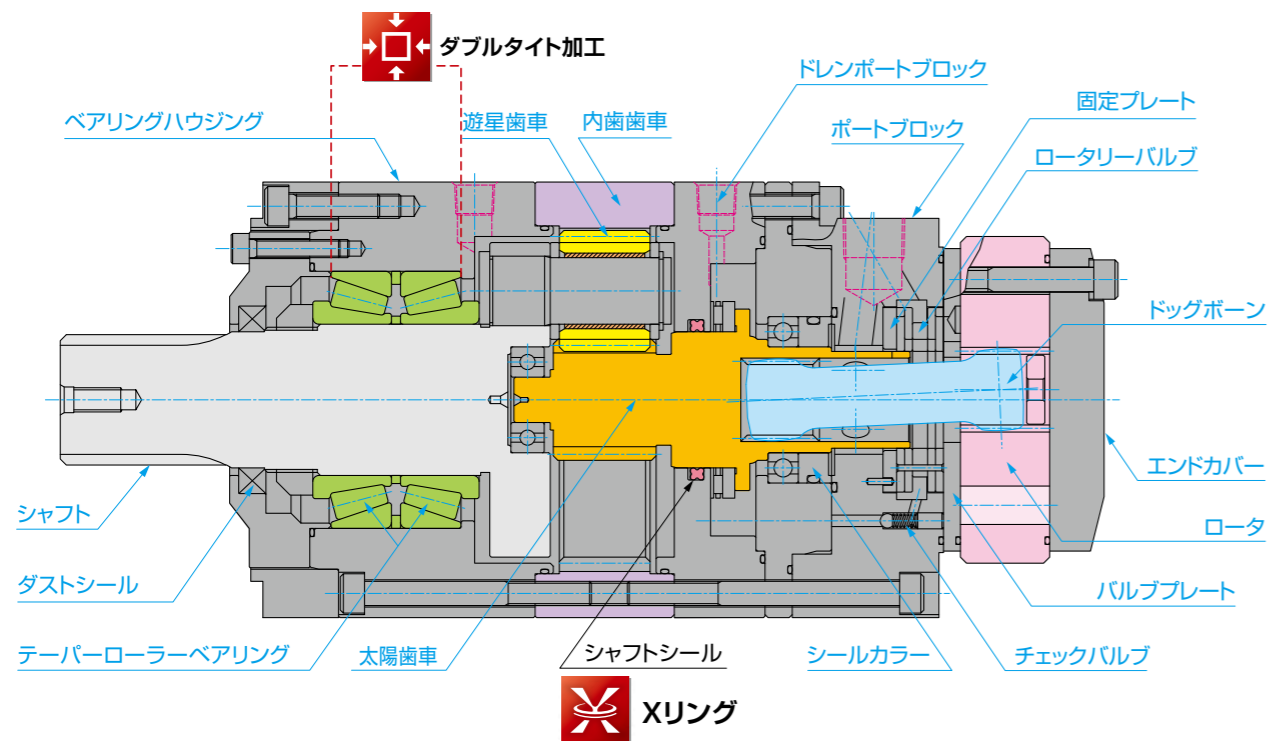 ダブルタイト加工
ドレンポートブロック
固定プレート
ベアリングハウジング
遊星歯車
内歯歯車
ポートブロック
ロータリーバルブ
ドッグボーン
エンドカバー
シャフト
ロータ
ダストシール
バルブプレート
テーパーローラーベアリング
太陽歯車
シャフトシール
シールカラー
チェックバルブ
Xリング